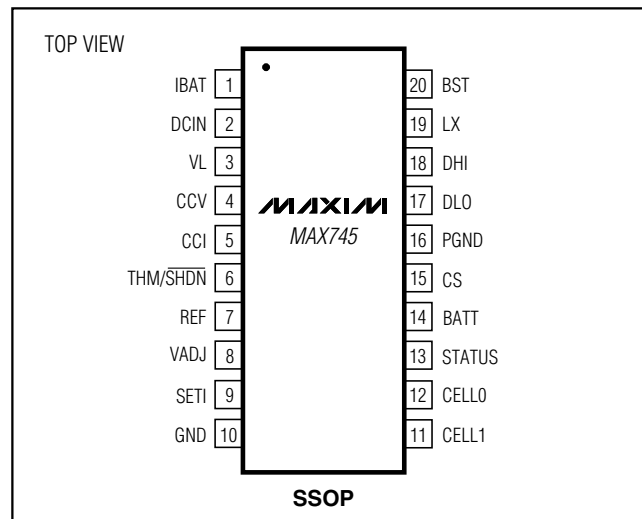 TOP VIEW
IBAT 1
DCIN 2
VL 3
CCV 4
CCI 5
THM/SHDN 6
REF 7
VADJ 8
SETI 9
GND 10
MAXIM
MAX745
20 BST
19 LX
18 DHI
17 DLO
16 PGND
15 CS
14 BATT
13 STATUS
12 CELL0
11 CELL1
SSOP